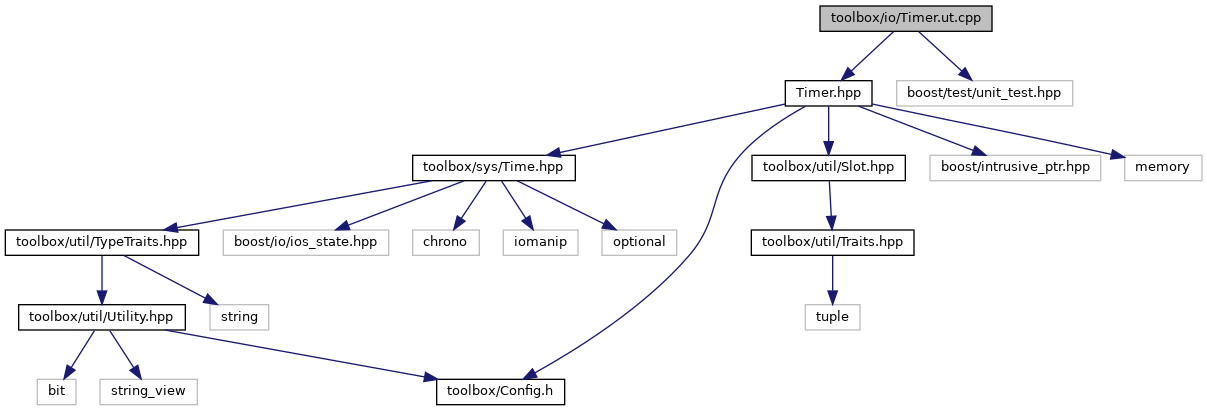 toolbox/io/Timer.ut.cpp
Timer.hpp
boost/test/unit_test.hpp
toolbox/sys/Time.hpp
toolbox/util/Slot.hpp
boost/intrusive_ptr.hpp
memory
toolbox/util/TypeTraits.hpp
boost/io/ios_state.hpp
chrono
iomanip
optional
toolbox/util/Traits.hpp
toolbox/util/Utility.hpp
string
tuple
bit
string_view
toolbox/Config.h